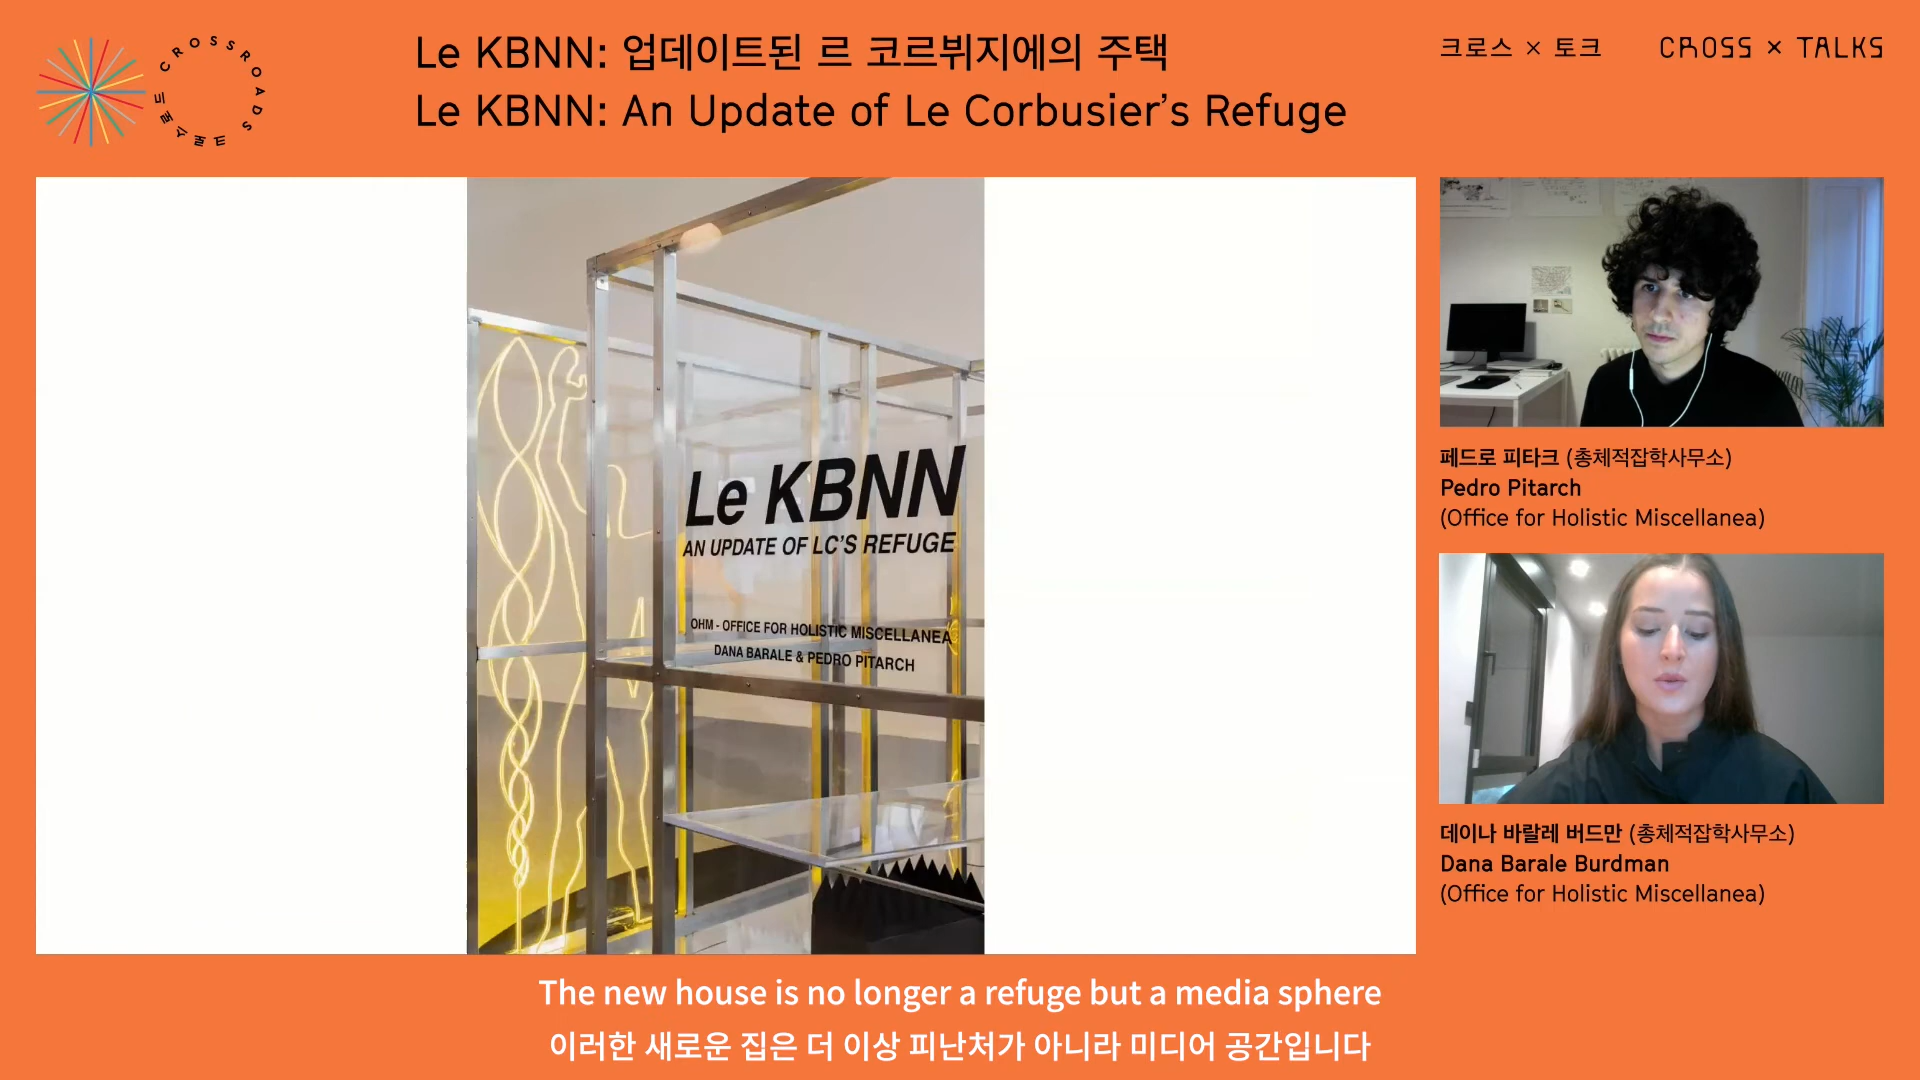 CROSSROADS
크로스로드
Le KBNN: 업데이트된 르 코르뷔지에의 주택
Le KBNN: An Update of Le Corbusier’s Refuge
크로스 × 토크
CROSS × TALKS
Le KBNN
AN UPDATE OF LC'S REFUGE
OHM - OFFICE FOR HOLISTIC MISCELLANEA
DANA BARALE & PEDRO PITARCH
페드로 피타크 (총체적잡학사무소)
Pedro Pitarch
(Office for Holistic Miscellanea)
데이나 바랄레 버드만 (총체적잡학사무소)
Dana Barale Burdman
(Office for Holistic Miscellanea)
The new house is no longer a refuge but a media sphere
이러한 새로운 집은 더 이상 피난처가 아니라 미디어 공간입니다